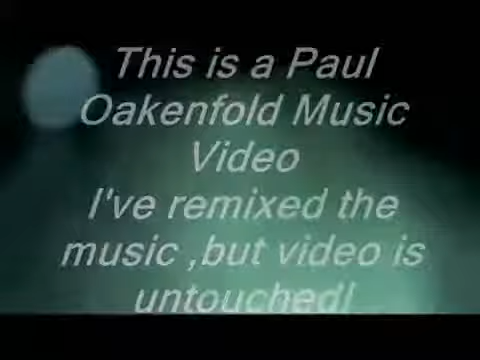 This is a Paul
Oakenfold Music
Video
I've remixed the
music ,but video is
untouched!